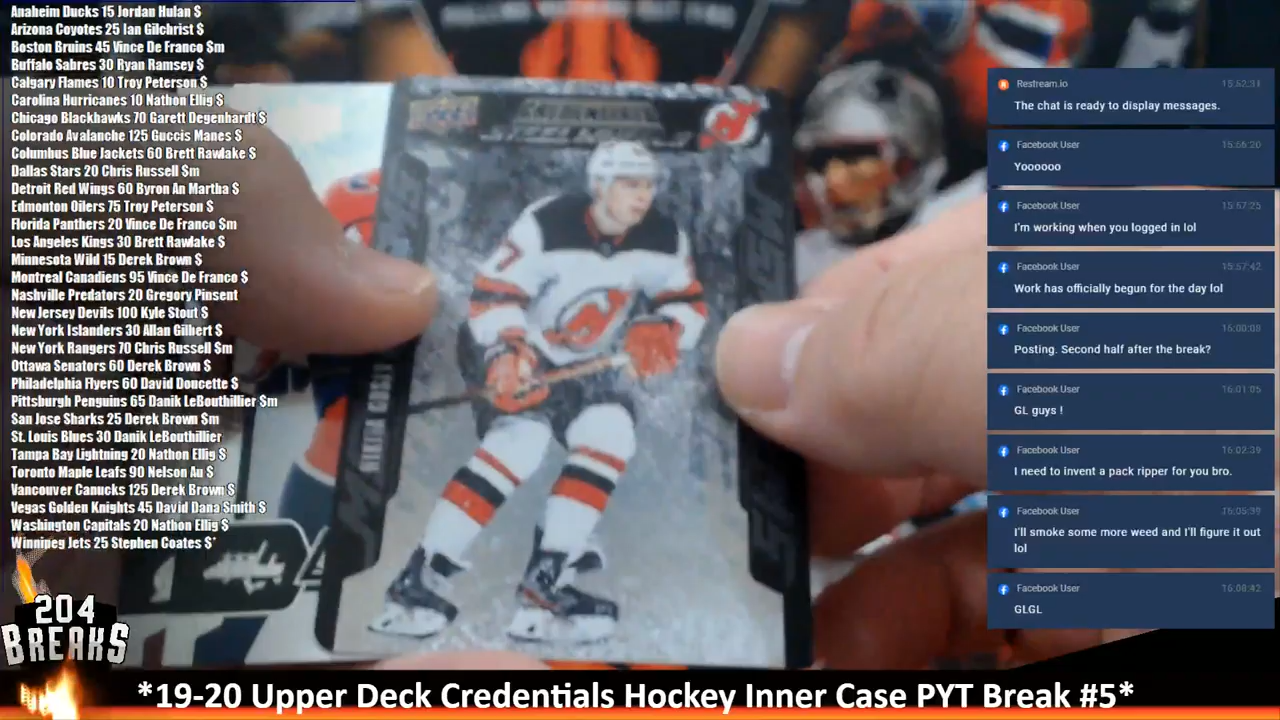 Anaheim Ducks 15 Jordan Hulan $
Arizona Coyotes 25 Ian Gilchrist $
Boston Bruins 45 Vince De Franco $m
Buffalo Sabres 30 Ryan Ramsey $
Calgary Flames 10 Troy Peterson $
Carolina Hurricanes 10 Nathon Ellig $
Chicago Blackhawks 70 Garett Degenhardt $
Colorado Avalanche 125 Guccis Manes $
Columbus Blue Jackets 60 Brett Rawlake $
Dallas Stars 20 Chris Russell $m
Detroit Red Wings 60 Byron An Martha $
Edmonton Oilers 75 Troy Peterson $
Florida Panthers 20 Vince De Franco $m
Los Angeles Kings 30 Brett Rawlake $
Minnesota Wild 15 Derek Brown $
Montreal Canadiens 95 Vince De Franco $
Nashville Predators 20 Gregory Pinsent
New Jersey Devils 100 Kyle Stout $
New York Islanders 30 Allan Gilbert $
New York Rangers 70 Chris Russell $m
Ottawa Senators 60 Derek Brown $
Philadelphia Flyers 60 David Doucette $
Pittsburgh Penguins 65 Danik LeBouthillier $m
San Jose Sharks 25 Derek Brown $m
St. Louis Blues 30 Danik LeBouthillier
Tampa Bay Lightning 20 Nathon Ellig $
Toronto Maple Leafs 90 Nelson Au $
Vancouver Canucks 125 Derek Brown $
Vegas Golden Knights 45 David Dana Smith $
Washington Capitals 20 Nathon Ellig $
Winnipeg Jets 25 Stephen Coates $*
204
BREAKS
CREDENTIALS
NIKITA
Restream.io 15:52:31
The chat is ready to display messages.
Facebook User 15:56:20
Yoooooo
Facebook User 15:57:25
I'm working when you logged in lol
Facebook User 15:57:42
Work has officially begun for the day lol
Facebook User 16:00:09
Posting. Second half after the break?
Facebook User 16:01:05
GL guys !
Facebook User 16:02:39
I need to invent a pack ripper for you bro.
Facebook User 16:05:39
I'll smoke some more weed and I'll figure it out
lol
Facebook User 16:08:42
GLGL
*19-20 Upper Deck Credentials Hockey Inner Case PYT Break #5*